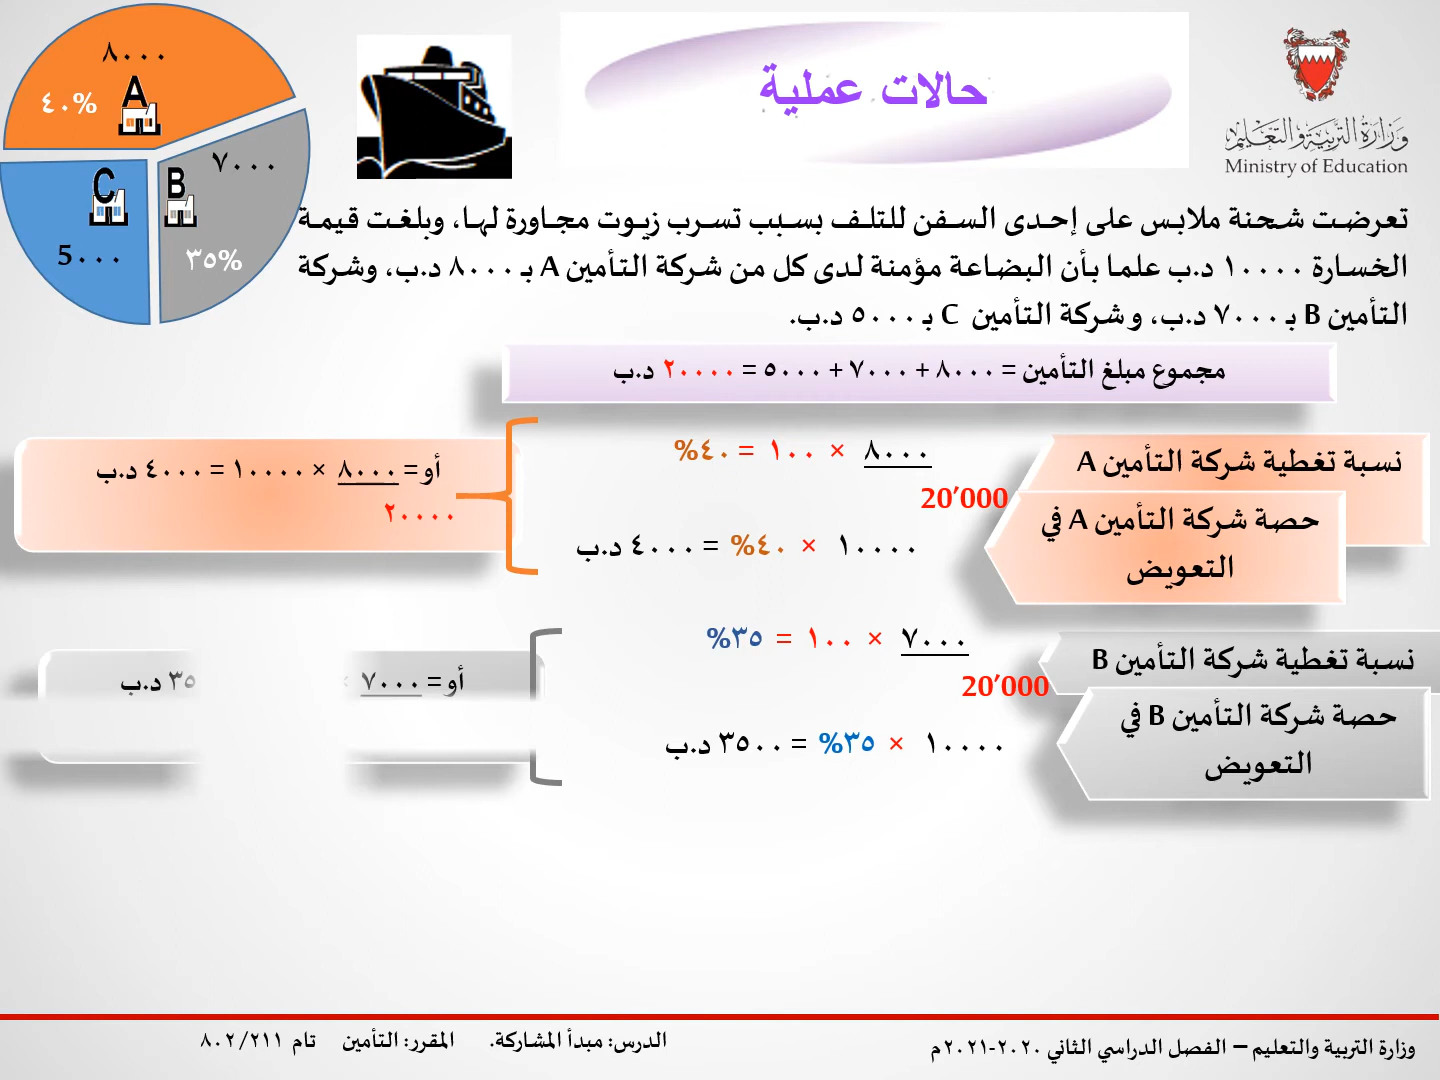 ٨٠٠٠
A
٤٠%
٧٠٠٠
B
٣٥%
C
5٠٠٠
حالات عملية
وزارة التربية والتعليم
Ministry of Education
تعرضت شحنة ملابس على إحدى السفن للتلف بسبب تسرب زيوت مجاورة لها، وبلغت قيمة
الخسارة ١٠٠٠٠ د.ب علما بأن البضاعة مؤمنة لدى كل من شركة التأمين A بـ ٨٠٠٠ د.ب، وشركة
التأمين B بـ ٧٠٠٠ د.ب، وشركة التأمين C بـ ٥٠٠٠ د.ب.
مجموع مبلغ التأمين = ٨٠٠٠ + ٧٠٠٠ + ٥٠٠٠ = ٢٠٠٠٠ د.ب
نسبة تغطية شركة التأمين A
٨٠٠٠ × ١٠٠ = ٤٠%
20’000
حصة شركة التأمين A في
التعويض
١٠٠٠٠ × ٤٠% = ٤٠٠٠ د.ب
أو = ٨٠٠٠ × ١٠٠٠٠ = ٤٠٠٠ د.ب
٢٠٠٠٠
نسبة تغطية شركة التأمين B
٧٠٠٠ × ١٠٠ = ٣٥%
20’000
حصة شركة التأمين B في
التعويض
١٠٠٠٠ × ٣٥% = ٣٥٠٠ د.ب
أو = ٧٠٠٠ ٣٥ د.ب
وزارة التربية والتعليم – الفصل الدراسي الثاني ٢٠٢٠-٢٠٢١م
الدرس: مبدأ المشاركة. المقرر: التأمين تام ٢١١/٨٠٢